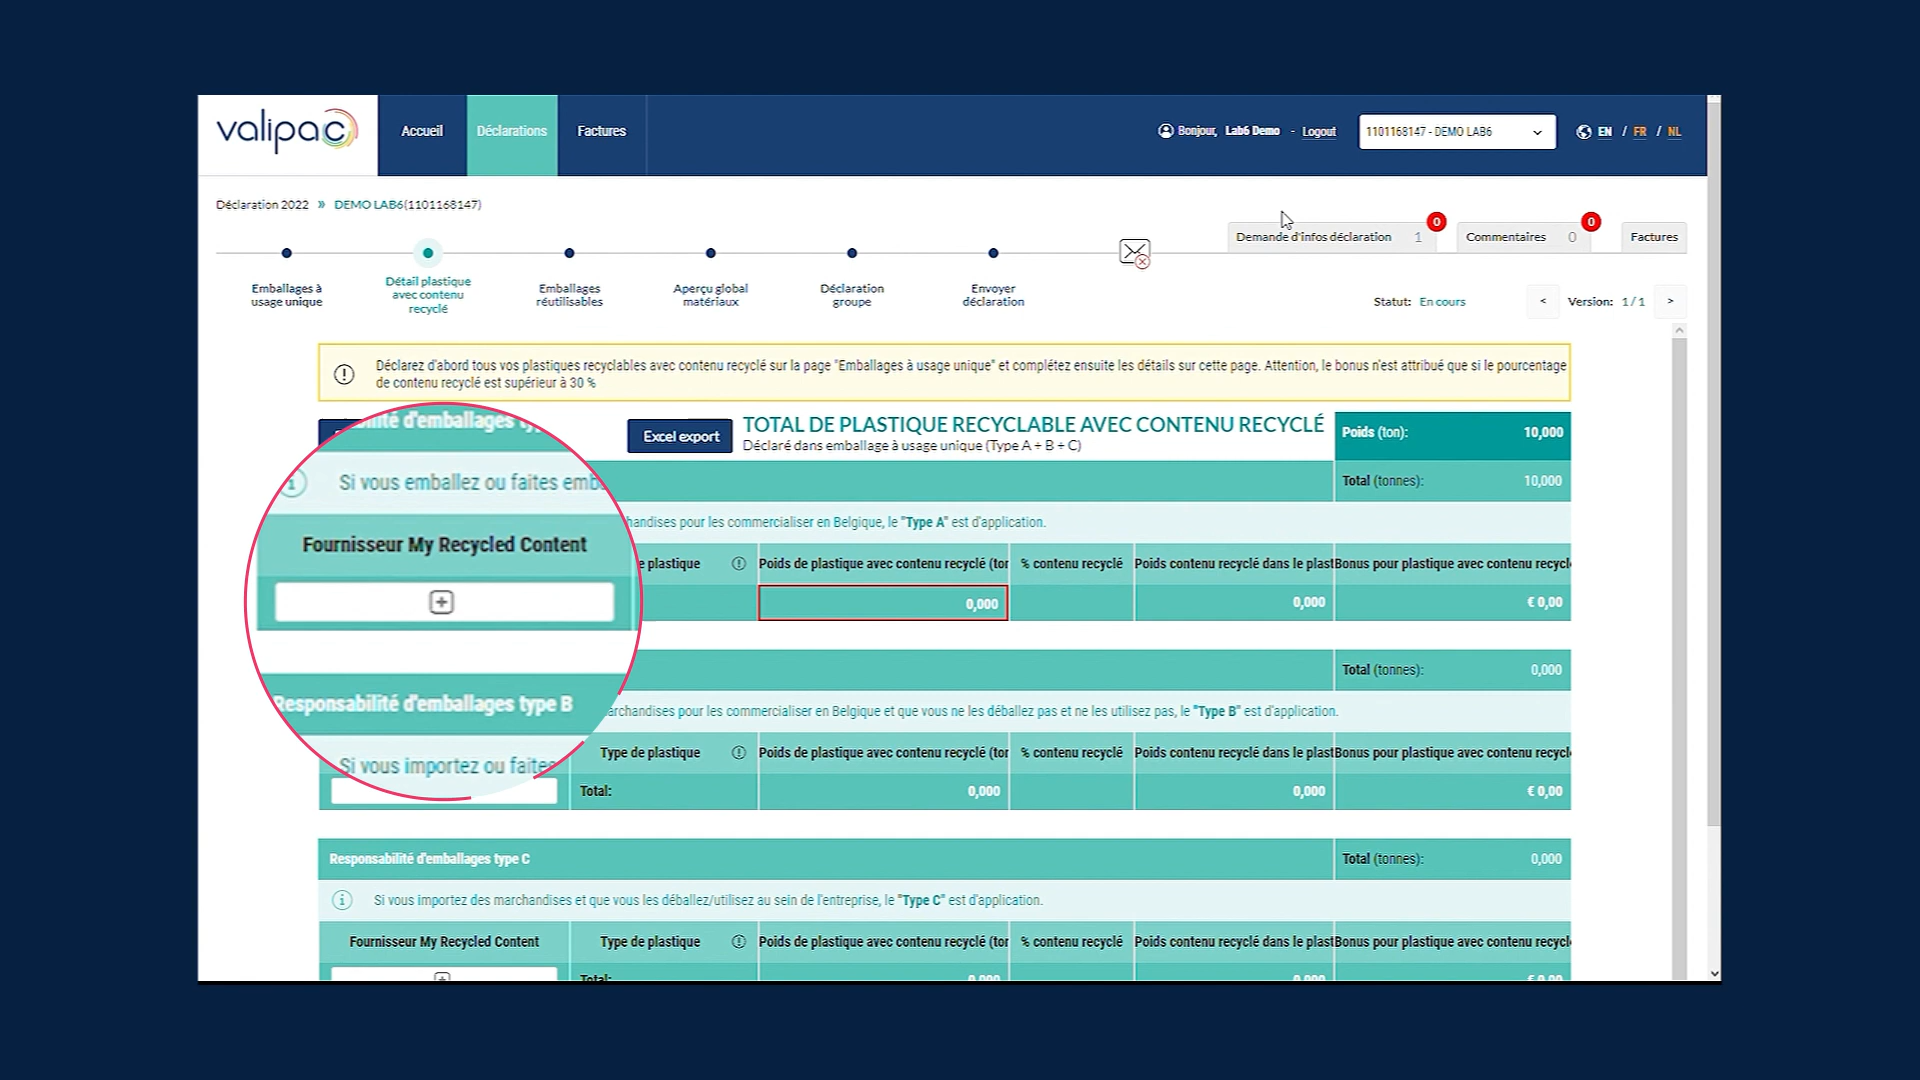 valipac
Accueil
Déclarations
Factures
Bonjour, Lab6 Demo - Logout
1101168147 - DEMO LAB6
EN / FR / NL
Déclaration 2022 » DEMO LAB6(1101168147)
Demande d'infos déclaration 1
0
Commentaires 0
0
Factures
Emballages à
usage unique
Détail plastique
avec contenu
recyclé
Emballages
réutilisables
Aperçu global
matériaux
Déclaration
groupe
Envoyer
déclaration
Statut: En cours
< Version: 1/1 >
Déclarez d'abord tous vos plastiques recyclables avec contenu recyclé sur la page "Emballages à usage unique" et complétez ensuite les détails sur cette page. Attention, le bonus n'est attribué que si le pourcentage
de contenu recyclé est supérieur à 30 %
Excel export
TOTAL DE PLASTIQUE RECYCLABLE AVEC CONTENU RECYCLÉ
Déclaré dans emballage à usage unique (Type A + B + C)
Poids (ton): 10,000
d'emballages
Total (tonnes): 10,000
Si vous emballez ou faites
pour les commercialiser en Belgique, le "Type A" est d'application.
Fournisseur My Recycled Content
plastique
Poids de plastique avec contenu recyclé
% contenu recyclé
Poids contenu recyclé dans le
Bonus pour plastique avec contenu
0,000
0,000
€ 0,00
Responsabilité d'emballages type B
Total (tonnes): 0,000
Si vous importez ou faites
pour les commercialiser en Belgique et que vous ne les déballez pas et ne les utilisez pas, le "Type B" est d'application.
Type de plastique
Poids de plastique avec contenu recyclé
% contenu recyclé
Poids contenu recyclé dans le
Bonus pour plastique avec contenu
Total:
0,000
0,000
€ 0,00
Responsabilité d'emballages type C
Total (tonnes): 0,000
Si vous importez des marchandises et que vous les déballez/utilisez au sein de l'entreprise, le "Type C" est d'application.
Fournisseur My Recycled Content
Type de plastique
Poids de plastique avec contenu recyclé
% contenu recyclé
Poids contenu recyclé dans le
Bonus pour plastique avec contenu
Total:
0,000
0,000
€ 0,00